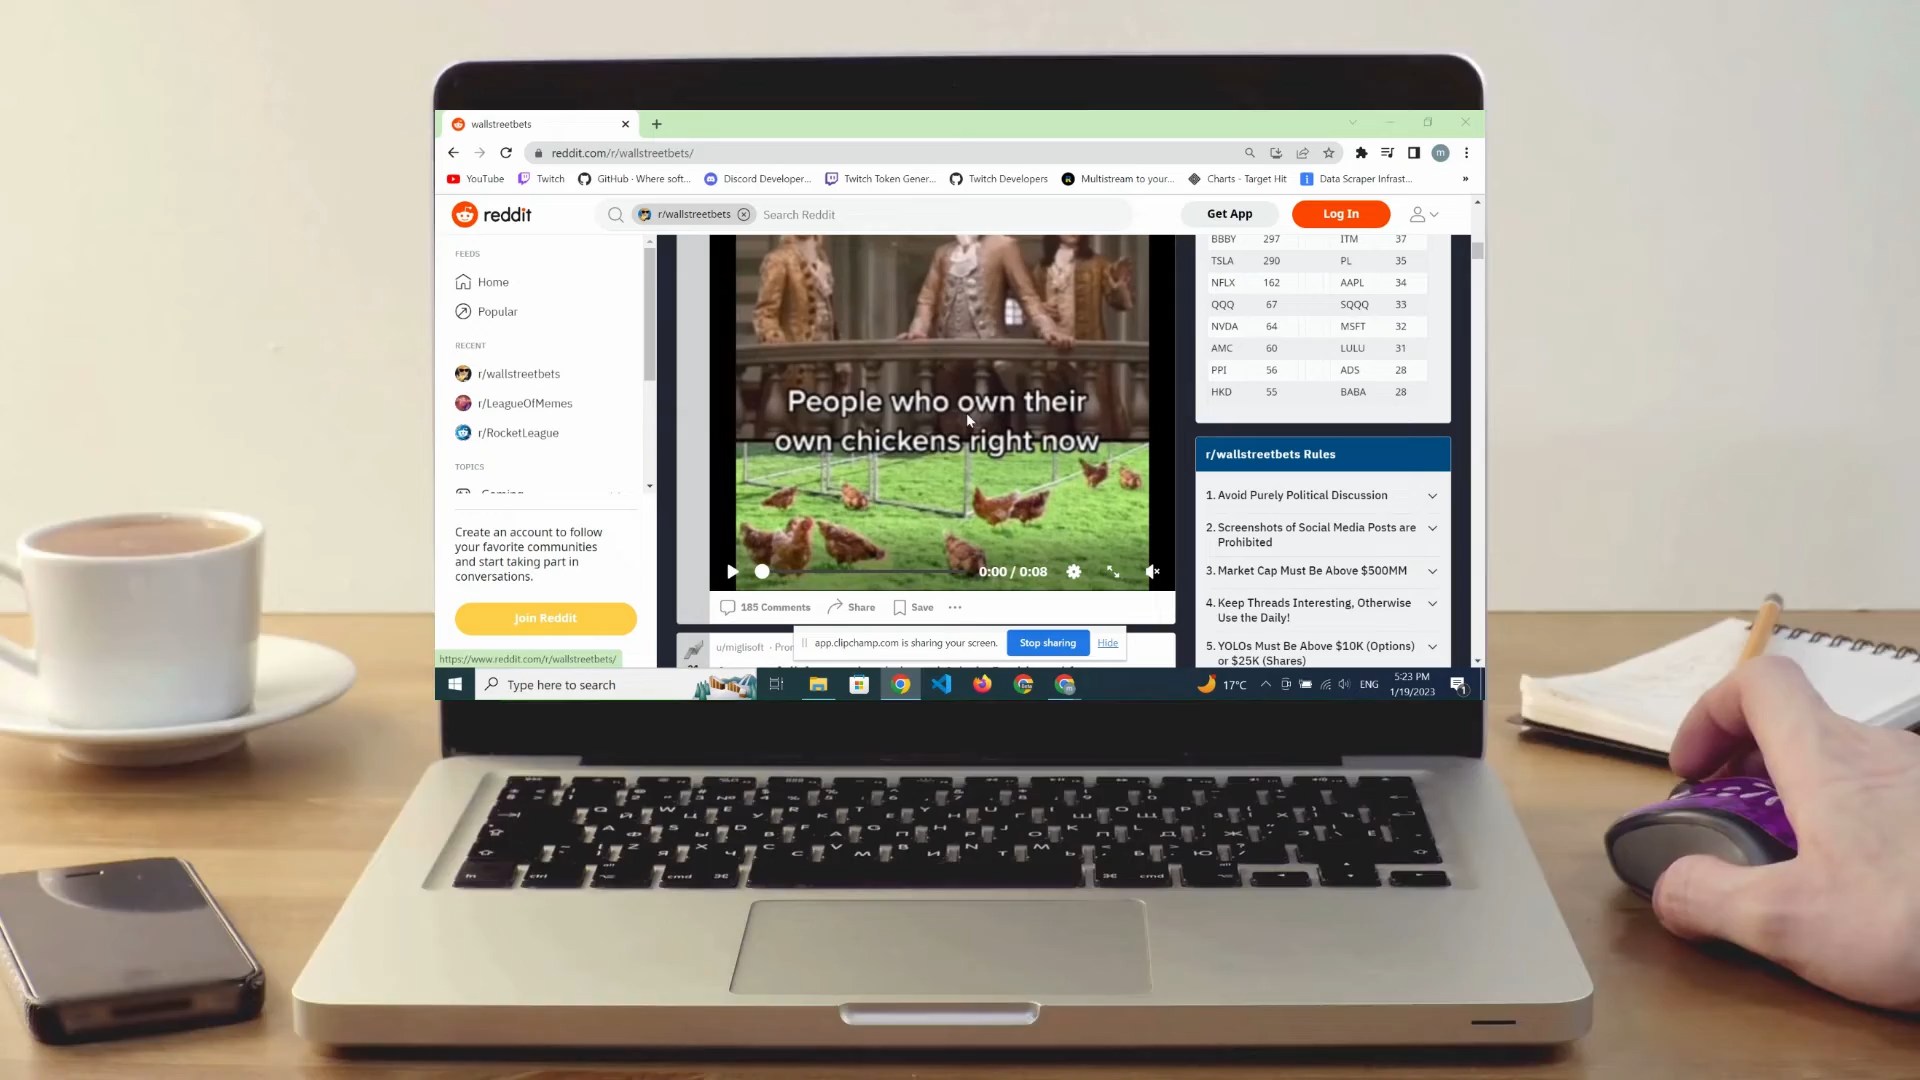 wallstreetbets
reddit.com/r/wallstreetbets/
m
YouTube
Twitch
GitHub · Where soft...
Discord Developer...
Twitch Token Gener...
Twitch Developers
Multistream to your...
Charts - Target Hit
Data Scraper Infrast...
»
reddit
r/wallstreetbets
Search Reddit
Get App
Log In
FEEDS
Home
Popular
RECENT
r/wallstreetbets
r/LeagueOfMemes
r/RocketLeague
TOPICS
Gaming
Create an account to follow
your favorite communities
and start taking part in
conversations.
Join Reddit
https://www.reddit.com/r/wallstreetbets/
People who own their
own chickens right now
0:00 / 0:08
185 Comments
Share
Save
u/miglisoft ·
app.clipchamp.com is sharing your screen.
Stop sharing
Hide
BBBY 297 ITM 37
TSLA 290 PL 35
NFLX 162 AAPL 34
QQQ 67 SQQQ 33
NVDA 64 MSFT 32
AMC 60 LULU 31
PPI 56 ADS 28
HKD 55 BABA 28
r/wallstreetbets Rules
1. Avoid Purely Political Discussion
2. Screenshots of Social Media Posts are
Prohibited
3. Market Cap Must Be Above $500MM
4. Keep Threads Interesting, Otherwise
Use the Daily!
5. YOLOs Must Be Above $10K (Options)
or $25K (Shares)
Type here to search
Beta
m
17°C
ENG
5:23 PM
1/19/2023
1
fn
ctrl
cmd
cmd
ctrl